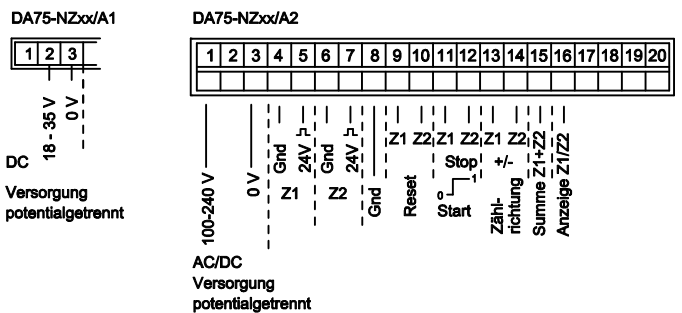 DA75-NZxx/A1
1 2 3
18 - 35 V
0 V
DC
Versorgung
potentialgetrennt
DA75-NZxx/A2
1 2 3 4 5 6 7 8 9 10 11 12 13 14 15 16 17 18 19 20
100-240 V
0 V
Gnd
24V
Z1
Gnd
24V
Z2
Gnd
Z1 Z2
Reset
Z1 Z2
Stop
0 1
Start
Z1 Z2
+/-
Zähl-
richtung
Summe Z1+Z2
Anzeige Z1/Z2
AC/DC
Versorgung
potentialgetrennt